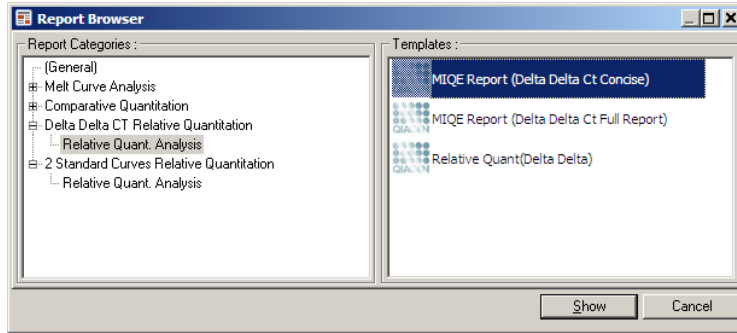 Report Browser
Report Categories :
(General)
Melt Curve Analysis
Comparative Quantitation
Delta Delta CT Relative Quantitation
Relative Quant. Analysis
2 Standard Curves Relative Quantitation
Relative Quant. Analysis
Templates :
MIQE Report (Delta Delta Ct Concise)
QIAGEN
MIQE Report (Delta Delta Ct Full Report)
QIAGEN
Relative Quant(Delta Delta)
Show
Cancel